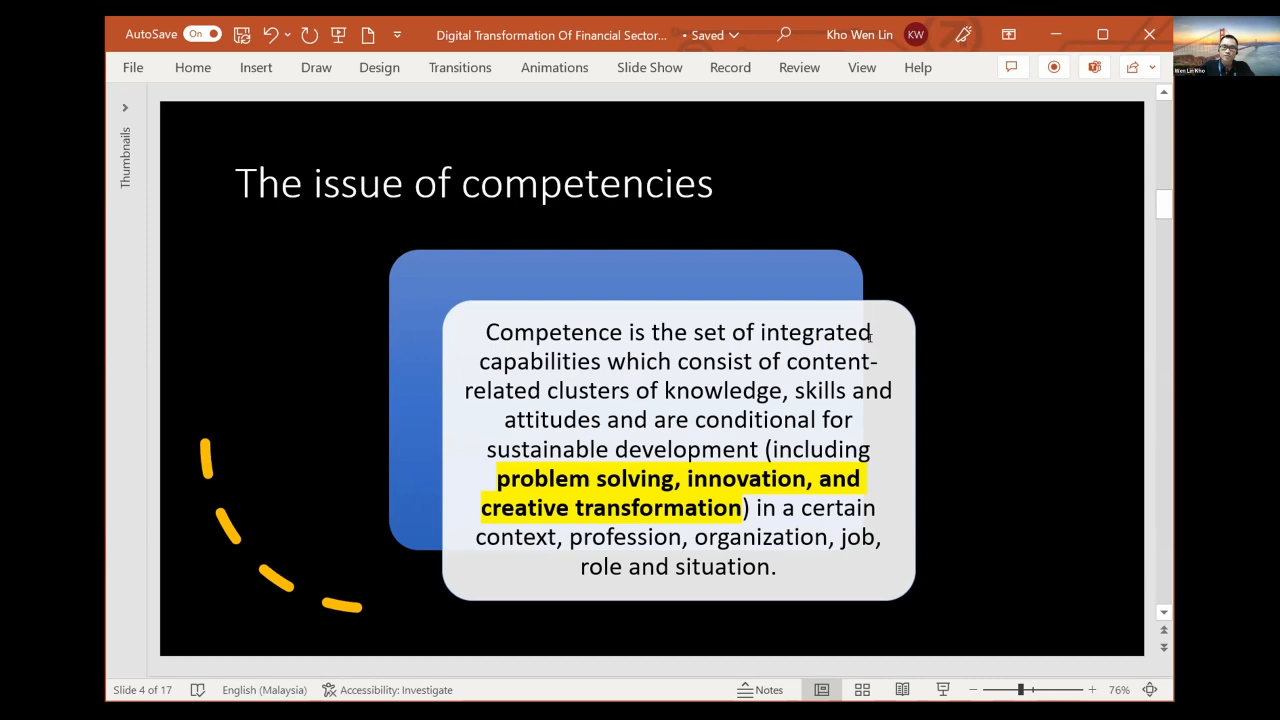 AutoSave On Digital Transformation Of Financial Sector... • Saved Kho Wen Lin KW
File Home Insert Draw Design Transitions Animations Slide Show Record Review View Help
Wen Lin Kho
Thumbnails
The issue of competencies
Competence is the set of integrated
capabilities which consist of content-
related clusters of knowledge, skills and
attitudes and are conditional for
sustainable development (including
problem solving, innovation, and
creative transformation) in a certain
context, profession, organization, job,
role and situation.
Slide 4 of 17 English (Malaysia) Accessibility: Investigate Notes 76%